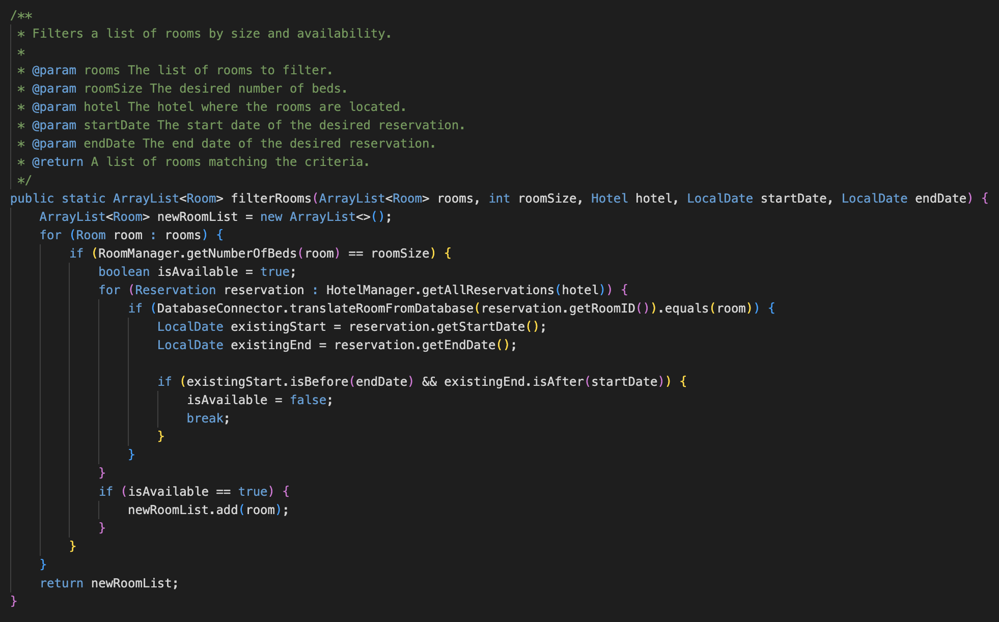 /**
 * Filters a list of rooms by size and availability.
 *
 * @param rooms The list of rooms to filter.
 * @param roomSize The desired number of beds.
 * @param hotel The hotel where the rooms are located.
 * @param startDate The start date of the desired reservation.
 * @param endDate The end date of the desired reservation.
 * @return A list of rooms matching the criteria.
 */
public static ArrayList<Room> filterRooms(ArrayList<Room> rooms, int roomSize, Hotel hotel, LocalDate startDate, LocalDate endDate) {
    ArrayList<Room> newRoomList = new ArrayList<>();
    for (Room room : rooms) {
        if (RoomManager.getNumberOfBeds(room) == roomSize) {
            boolean isAvailable = true;
            for (Reservation reservation : HotelManager.getAllReservations(hotel)) {
                if (DatabaseConnector.translateRoomFromDatabase(reservation.getRoomID()).equals(room)) {
                    LocalDate existingStart = reservation.getStartDate();
                    LocalDate existingEnd = reservation.getEndDate();

                    if (existingStart.isBefore(endDate) && existingEnd.isAfter(startDate)) {
                        isAvailable = false;
                        break;
                    }
                }
            }
            if (isAvailable == true) {
                newRoomList.add(room);
            }
        }
    }
    return newRoomList;
}